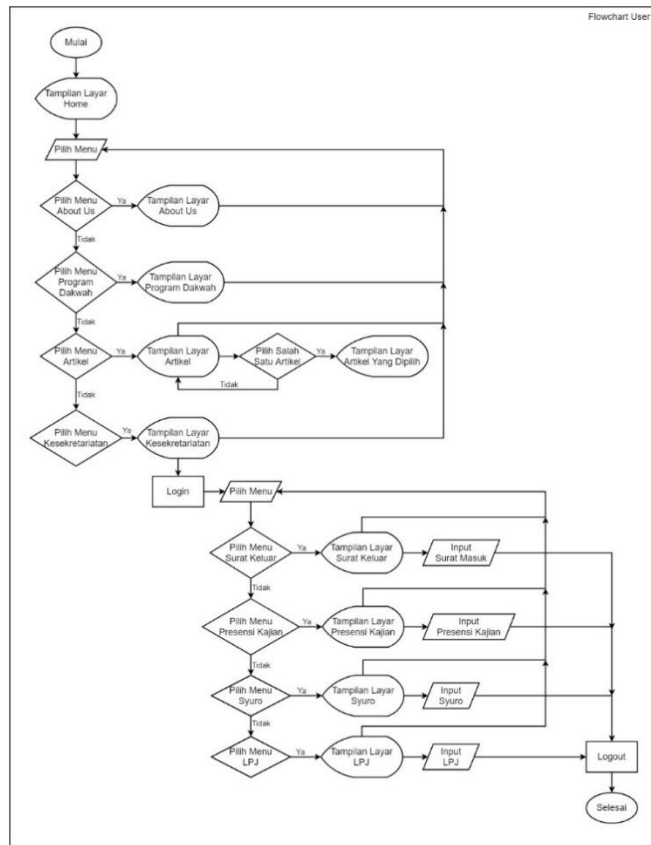 Flowchart User
Mulai
Tampilan Layar
Home
Pilih Menu
Pilih Menu
About Us
Ya
Tampilan Layar
About Us
Tidak
Pilih Menu
Program
Dakwah
Ya
Tampilan Layar
Program Dakwah
Tidak
Pilih Menu
Artikel
Ya
Tampilan Layar
Artikel
Pilih Salah
Satu Artikel
Ya
Tampilan Layar
Artikel Yang Dipilih
Tidak
Tidak
Pilih Menu
Kesekretariatan
Ya
Tampilan Layar
Kesekretariatan
Login
Pilih Menu
Pilih Menu
Surat Keluar
Ya
Tampilan Layar
Surat Keluar
Input
Surat Masuk
Tidak
Pilih Menu
Presensi Kajian
Ya
Tampilan Layar
Presensi Kajian
Input
Presensi Kajian
Tidak
Pilih Menu
Syuro
Ya
Tampilan Layar
Syuro
Input
Syuro
Tidak
Pilih Menu
LPJ
Ya
Tampilan Layar
LPJ
Input
LPJ
Logout
Selesai